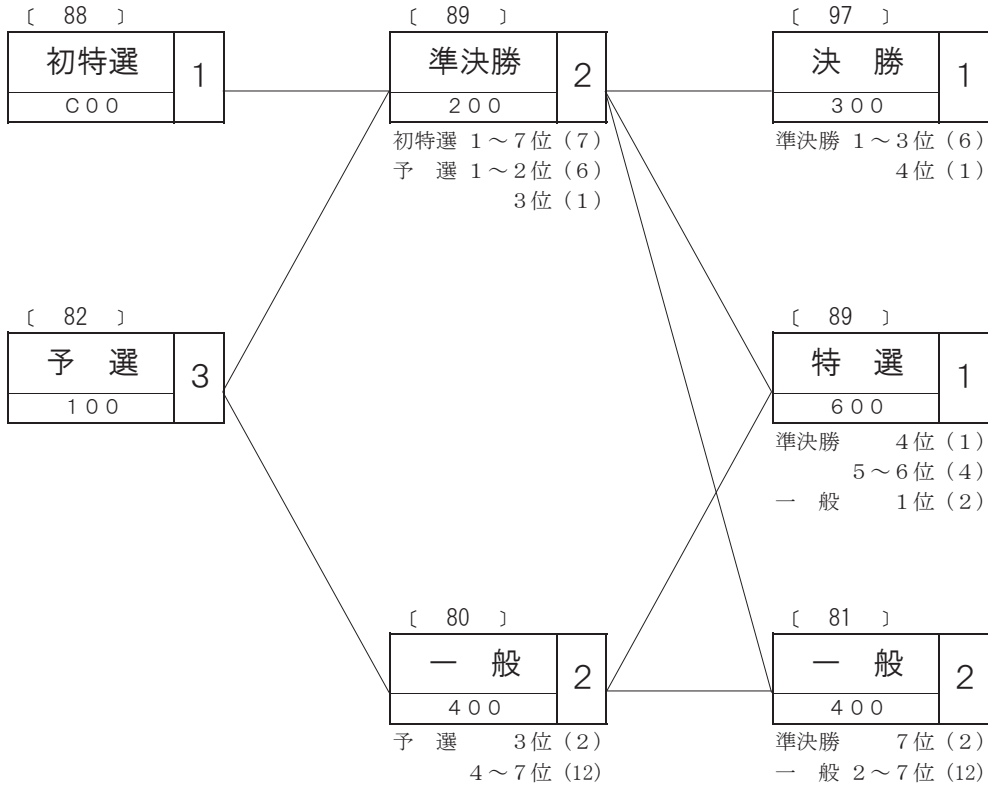 〔 88 〕
初特選 1
C00
〔 89 〕
準決勝 2
200
初特選 1～7位(7)
予 選 1～2位(6)
3位(1)
〔 97 〕
決 勝 1
300
準決勝 1～3位(6)
4位(1)
〔 82 〕
予 選 3
100
〔 89 〕
特 選 1
600
準決勝 4位(1)
5～6位(4)
一 般 1位(2)
〔 80 〕
一 般 2
400
予 選 3位(2)
4～7位(12)
〔 81 〕
一 般 2
400
準決勝 7位(2)
一 般 2～7位(12)